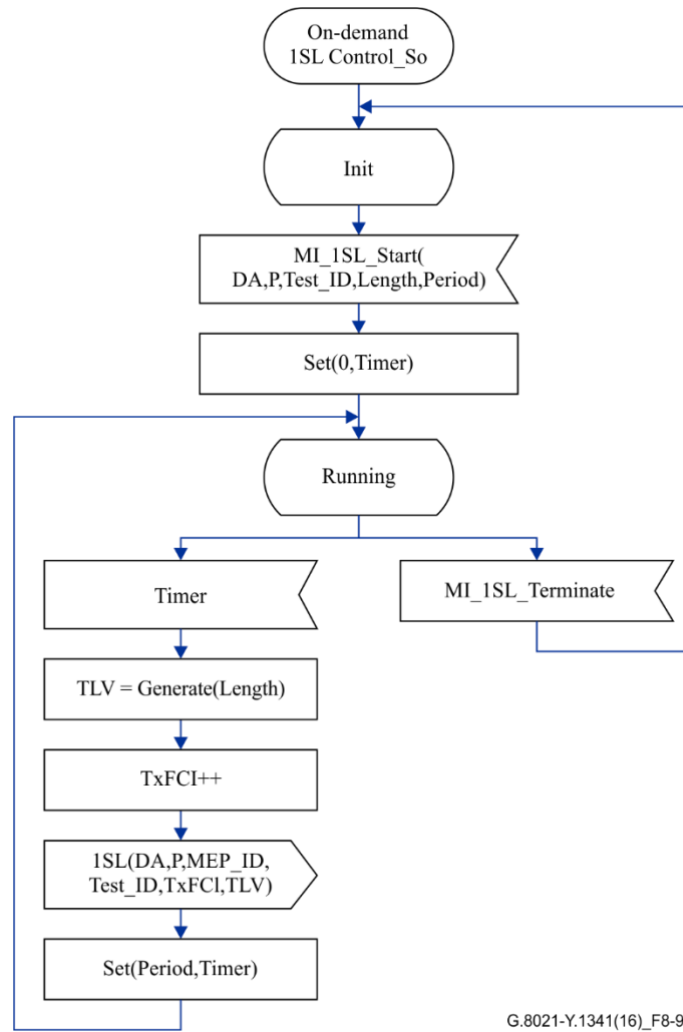 On-demand
1SL Control_So
Init
MI_1SL_Start(
DA,P,Test_ID,Length,Period)
Set(0,Timer)
Running
Timer
MI_1SL_Terminate
TLV = Generate(Length)
TxFCI++
1SL(DA,P,MEP_ID,
Test_ID,TxFCl,TLV)
Set(Period,Timer)
G.8021-Y.1341(16)_F8-9